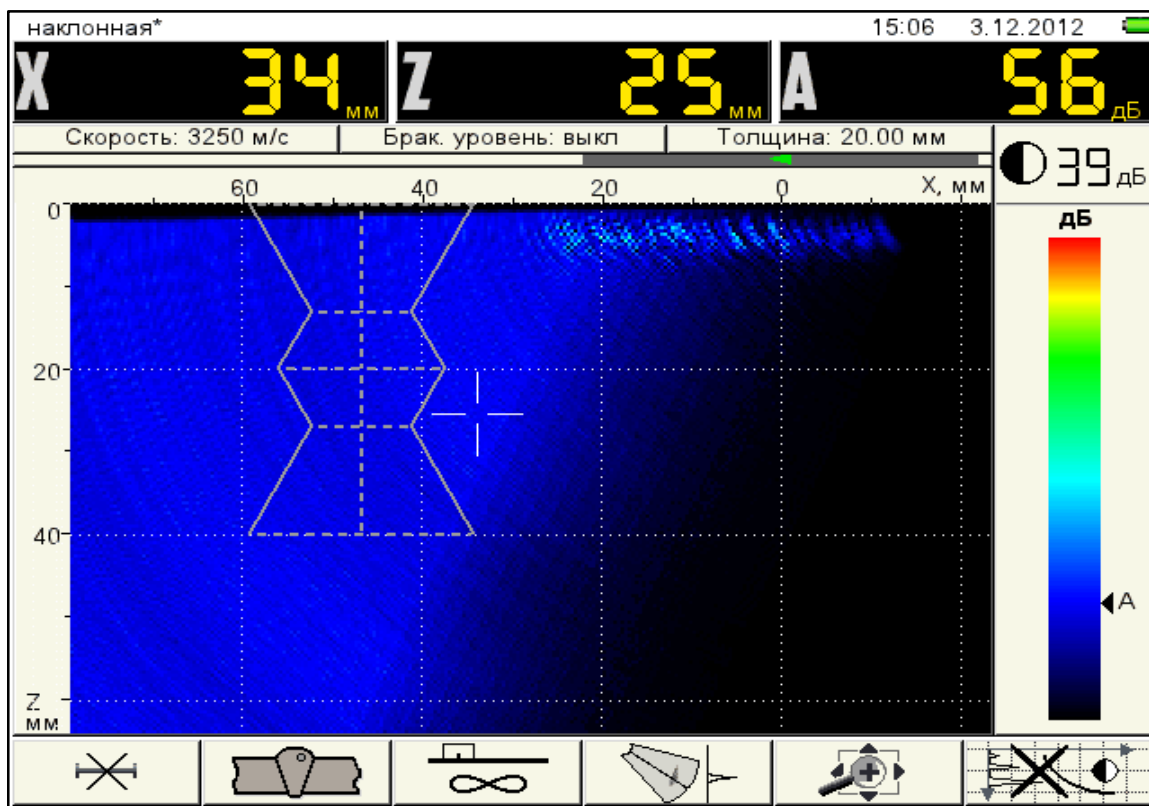 наклонная* 15:06 3.12.2012
X 34 мм Z 25 мм A 56 дБ
Скорость: 3250 м/с Брак. уровень: выкл Толщина: 20.00 мм
39 дБ
60 40 20 0 X, мм
дБ
0
20
40
A
Z
мм